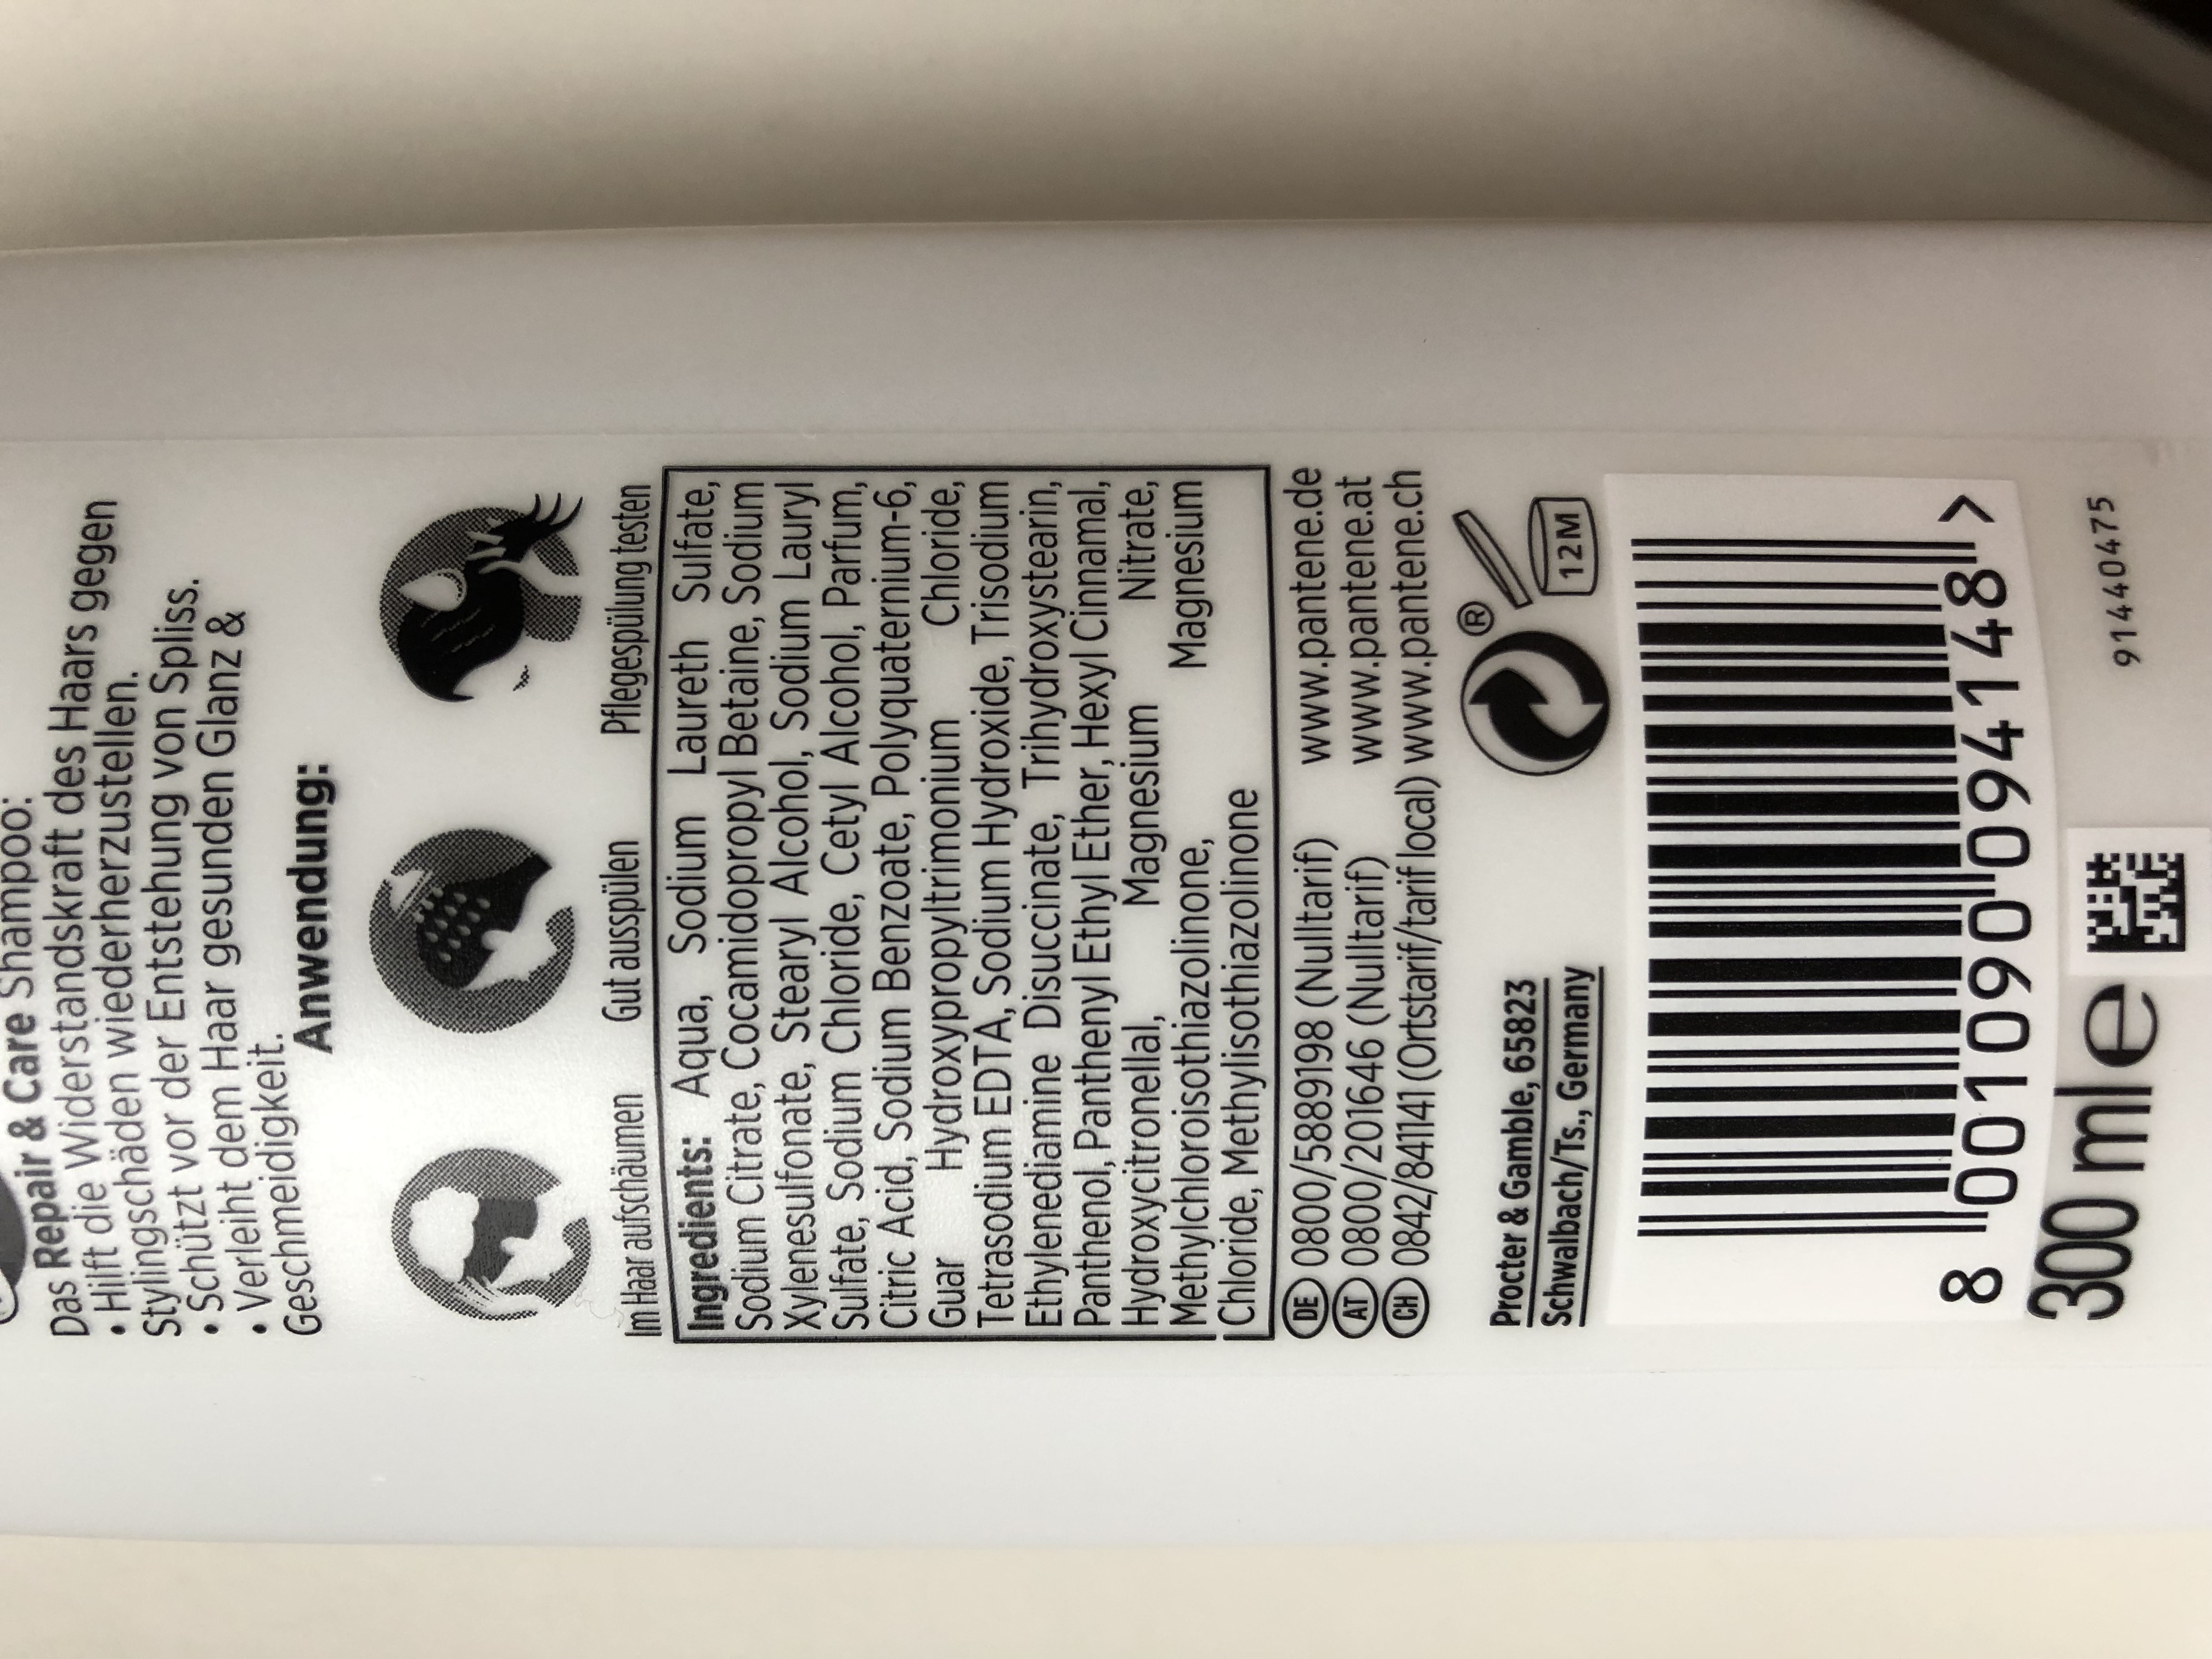 Das Repair & Care Shampoo:
• Hilft die Widerstandskraft des Haars gegen
Stylingschäden wiederherzustellen.
• Schützt vor der Entstehung von Spliss.
• Verleiht dem Haar gesunden Glanz &
Geschmeidigkeit.
Anwendung:
Im Haar aufschäumen
Gut ausspülen
Pflegespülung testen
Ingredients: Aqua, Sodium Laureth Sulfate,
Sodium Citrate, Cocamidopropyl Betaine, Sodium
Xylenesulfonate, Stearyl Alcohol, Sodium Lauryl
Sulfate, Sodium Chloride, Cetyl Alcohol, Parfum,
Citric Acid, Sodium Benzoate, Polyquaternium-6,
Guar Hydroxypropyltrimonium Chloride,
Tetrasodium EDTA, Sodium Hydroxide, Trisodium
Ethylenediamine Disuccinate, Trihydroxystearin,
Panthenol, Panthenyl Ethyl Ether, Hexyl Cinnamal,
Hydroxycitronellal, Magnesium Nitrate,
Methylchloroisothiazolinone, Magnesium
Chloride, Methylisothiazolinone
DE 0800/5889198 (Nulltarif) www.pantene.de
AT 0800/201646 (Nulltarif) www.pantene.at
CH 0842/841141 (Ortstarif/tarif local) www.pantene.ch
Procter & Gamble, 65823
Schwalbach/Ts., Germany
®
12M
8 001090 094148 >
300 ml e
91440475